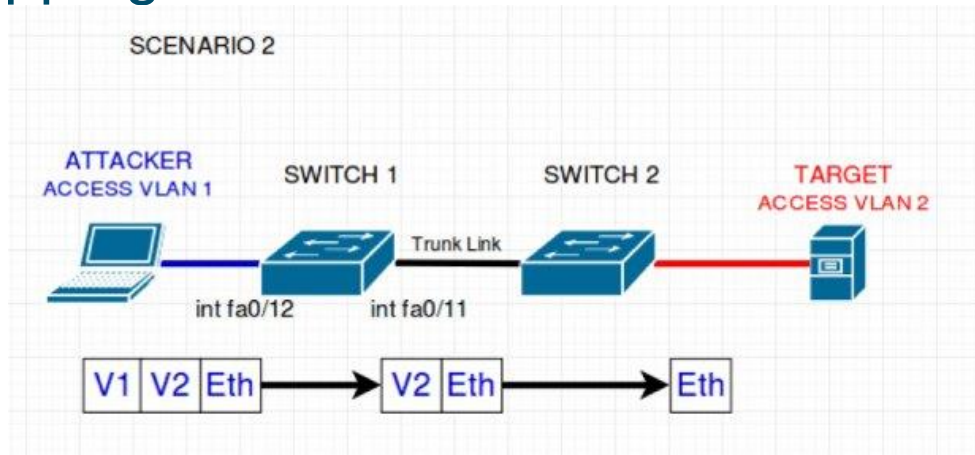 SCENARIO 2
ATTACKER
ACCESS VLAN 1
SWITCH 1
SWITCH 2
TARGET
ACCESS VLAN 2
Trunk Link
int fa0/12
int fa0/11
V1 V2 Eth
V2 Eth
Eth